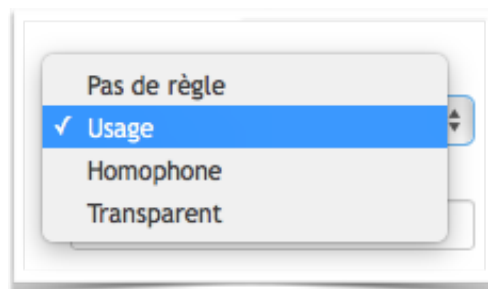 Pas de règle
✓ Usage
Homophone
Transparent